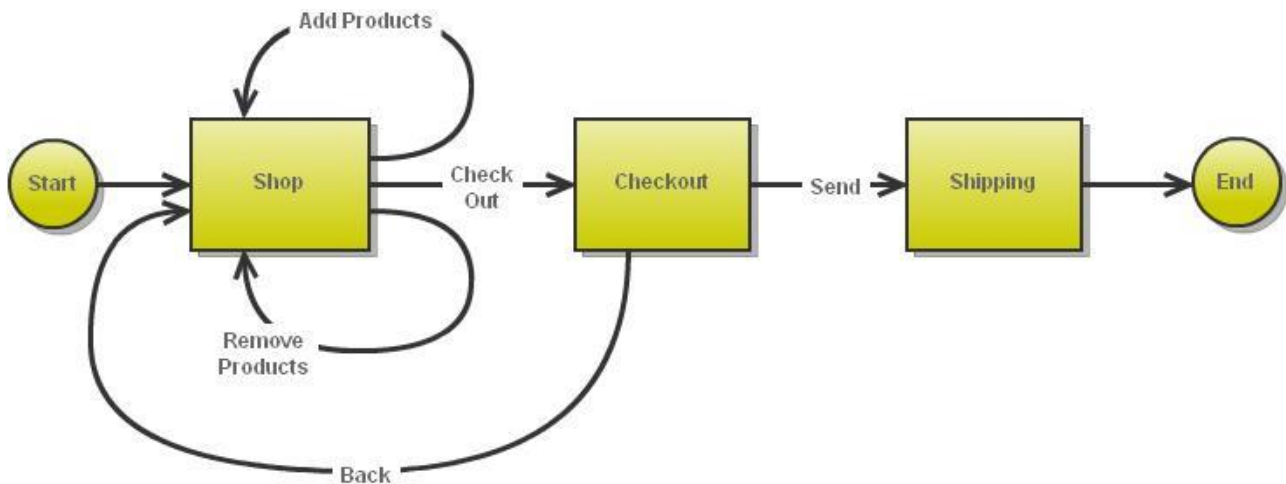 Add Products
Start
Shop
Check
Out
Checkout
Send
Shipping
End
Remove
Products
Back